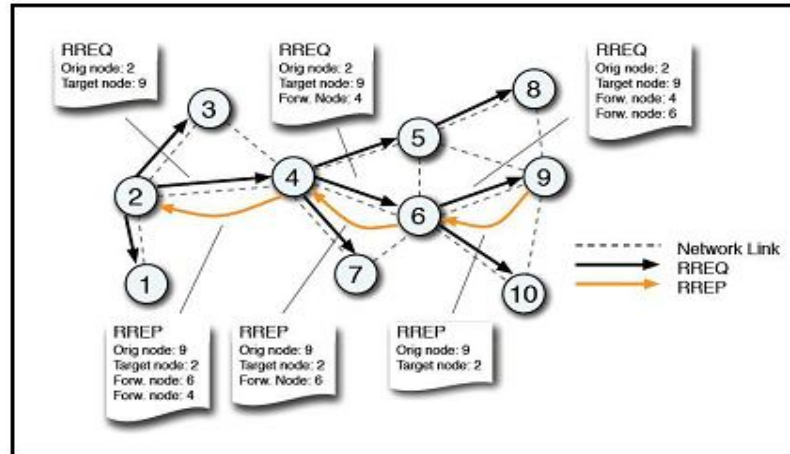 RREQ
Orig node: 2
Target node: 9
RREQ
Orig node: 2
Target node: 9
Forw. Node: 4
RREQ
Orig node: 2
Target node: 9
Forw. node: 4
Forw. node: 6
3
8
5
4
9
2
6
7
1
10
Network Link
RREQ
RREP
RREP
Orig node: 9
Target node: 2
Forw. node: 6
Forw. node: 4
RREP
Orig node: 9
Target node: 2
Forw. Node: 6
RREP
Orig node: 9
Target node: 2